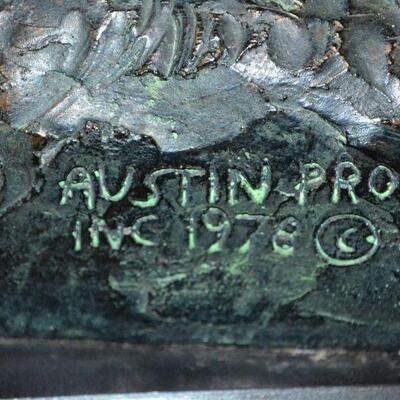 AUSTIN PRO
INC 1978 ©